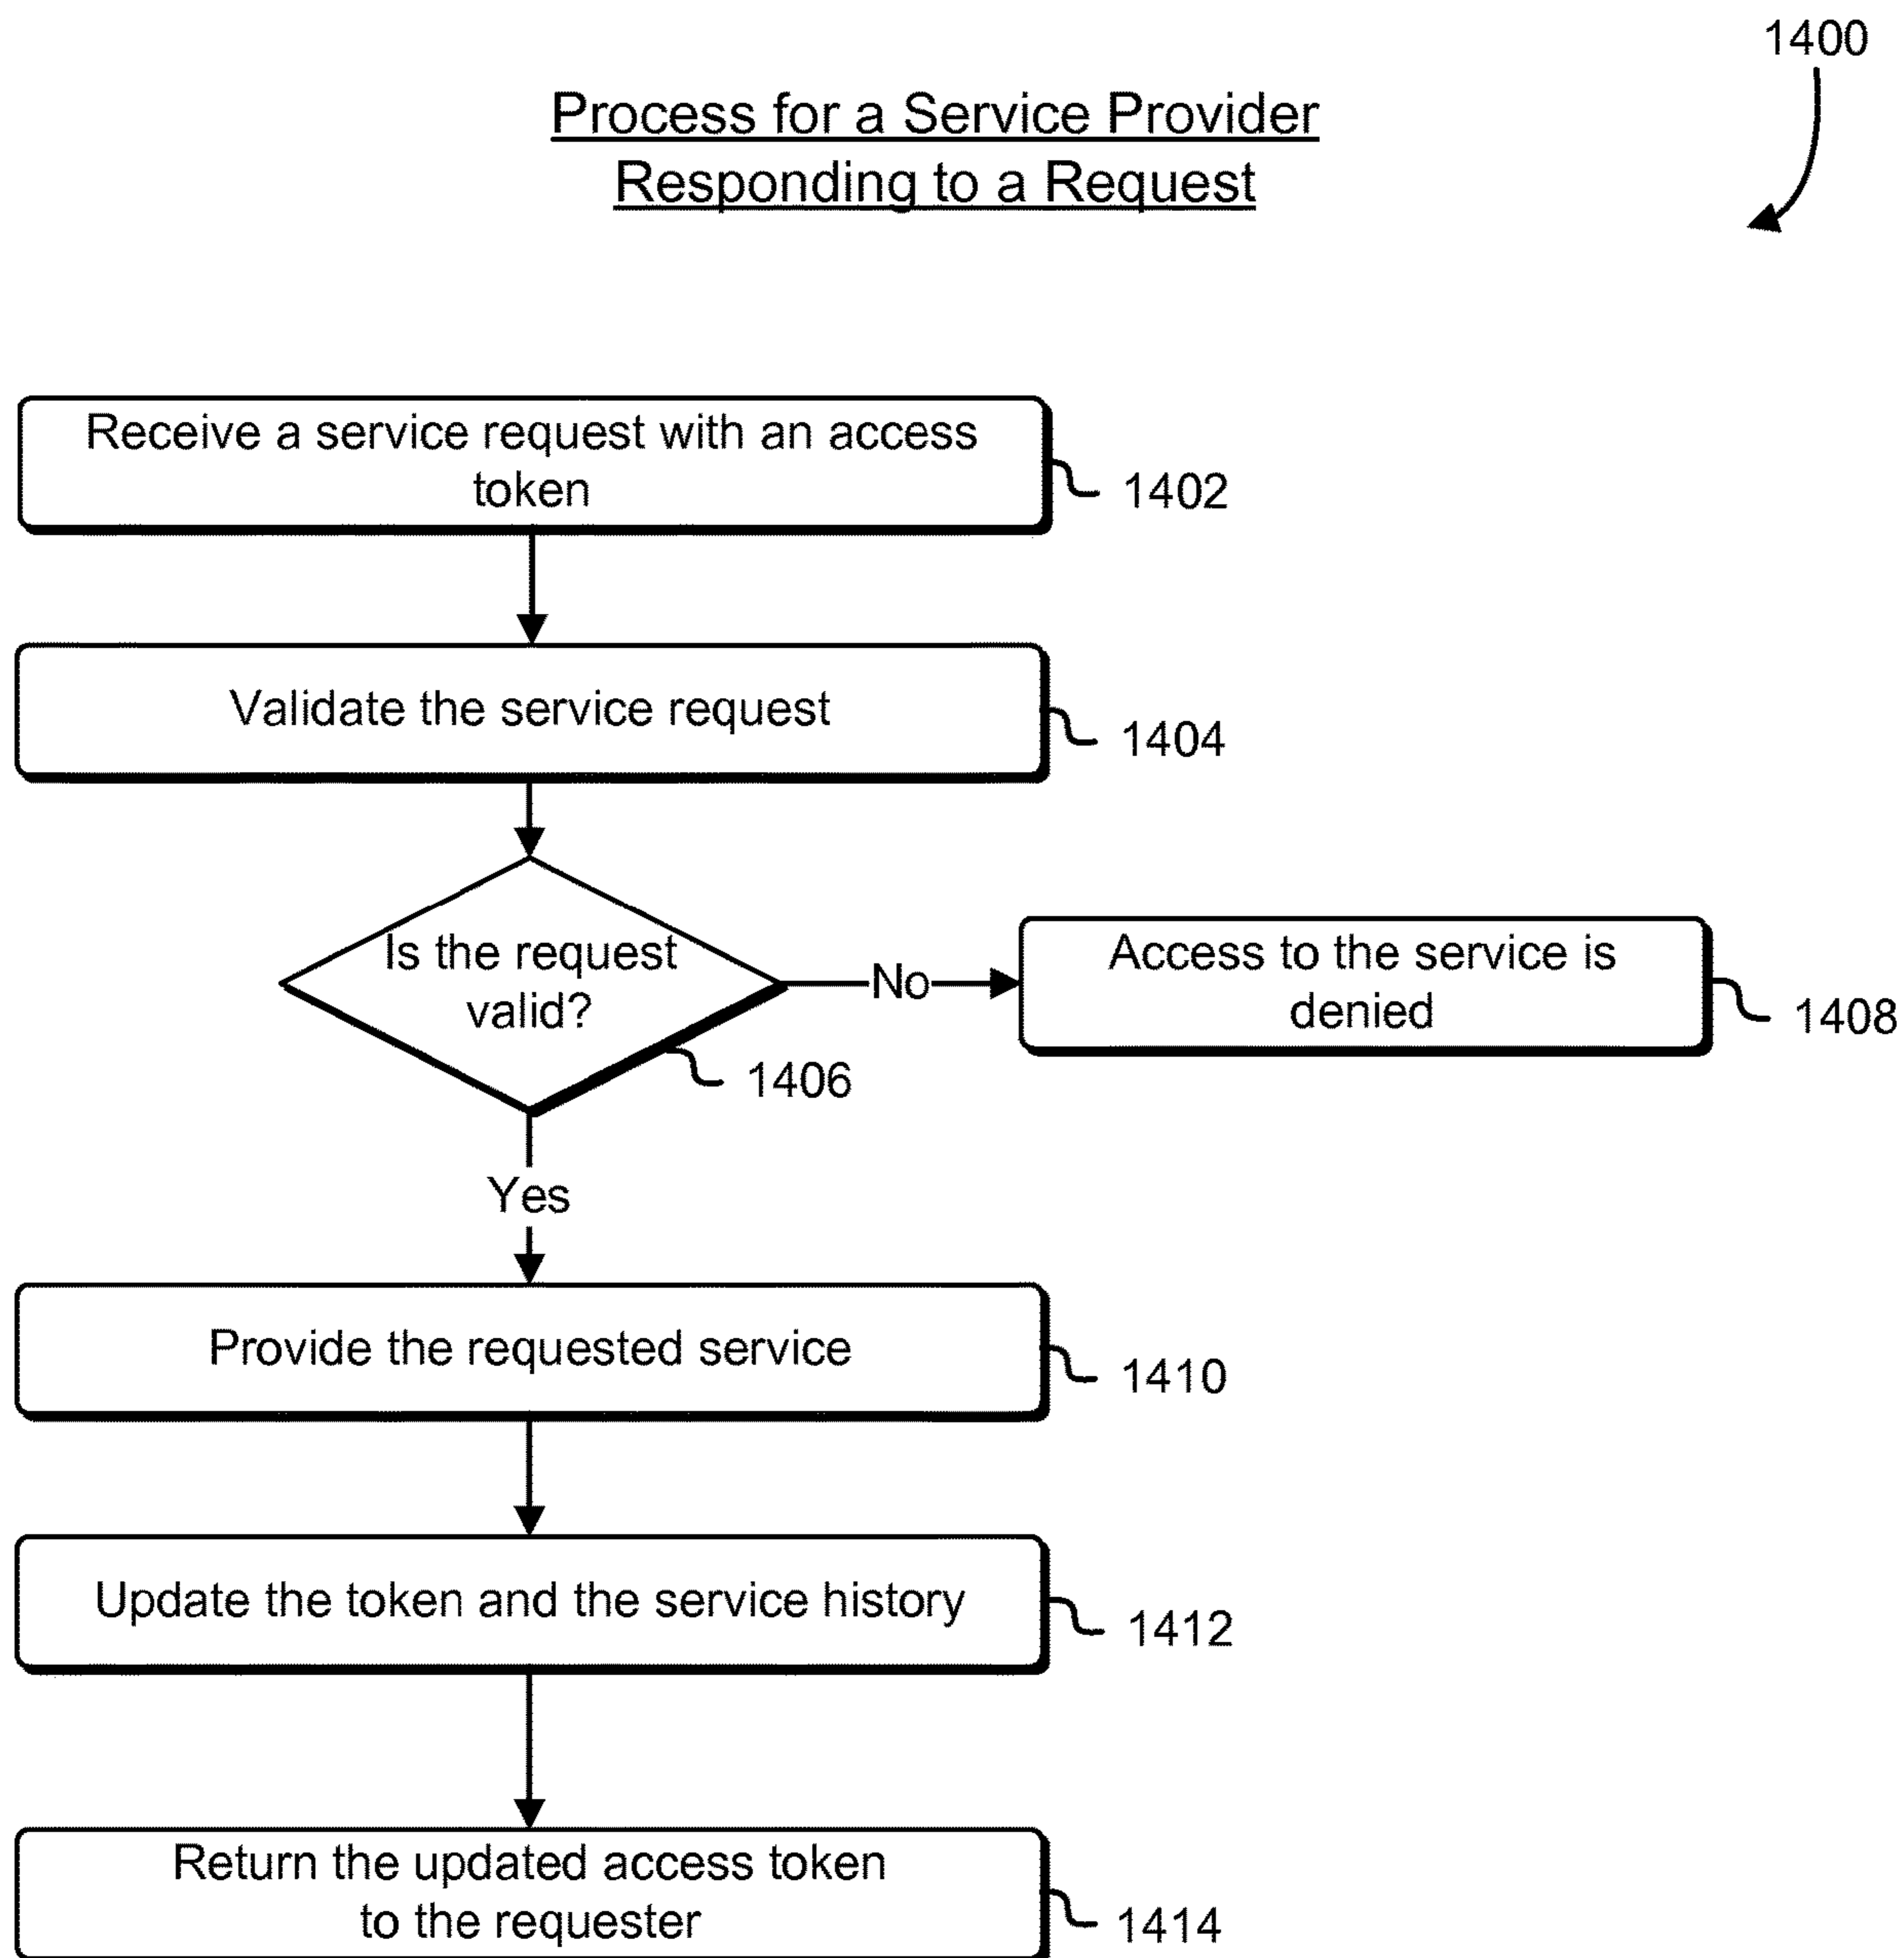 1400
Process for a Service Provider
Responding to a Request
Receive a service request with an access
token
1402
Validate the service request
1404
Is the request
valid?
1406
No
Access to the service is
denied
1408
Yes
Provide the requested service
1410
Update the token and the service history
1412
Return the updated access token
to the requester
1414